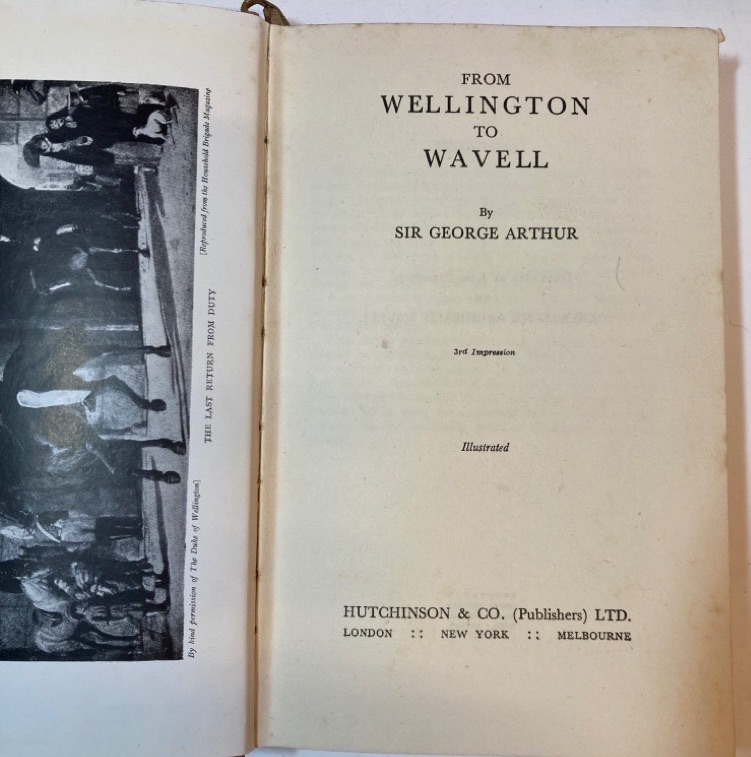 [Reproduced from the Household Brigade Magazine
THE LAST RETURN FROM DUTY
By kind permission of The Duke of Wellington]
FROM
WELLINGTON
TO
WAVELL
By
SIR GEORGE ARTHUR
3rd Impression
Illustrated
HUTCHINSON & CO. (Publishers) LTD.
LONDON :: NEW YORK :: MELBOURNE